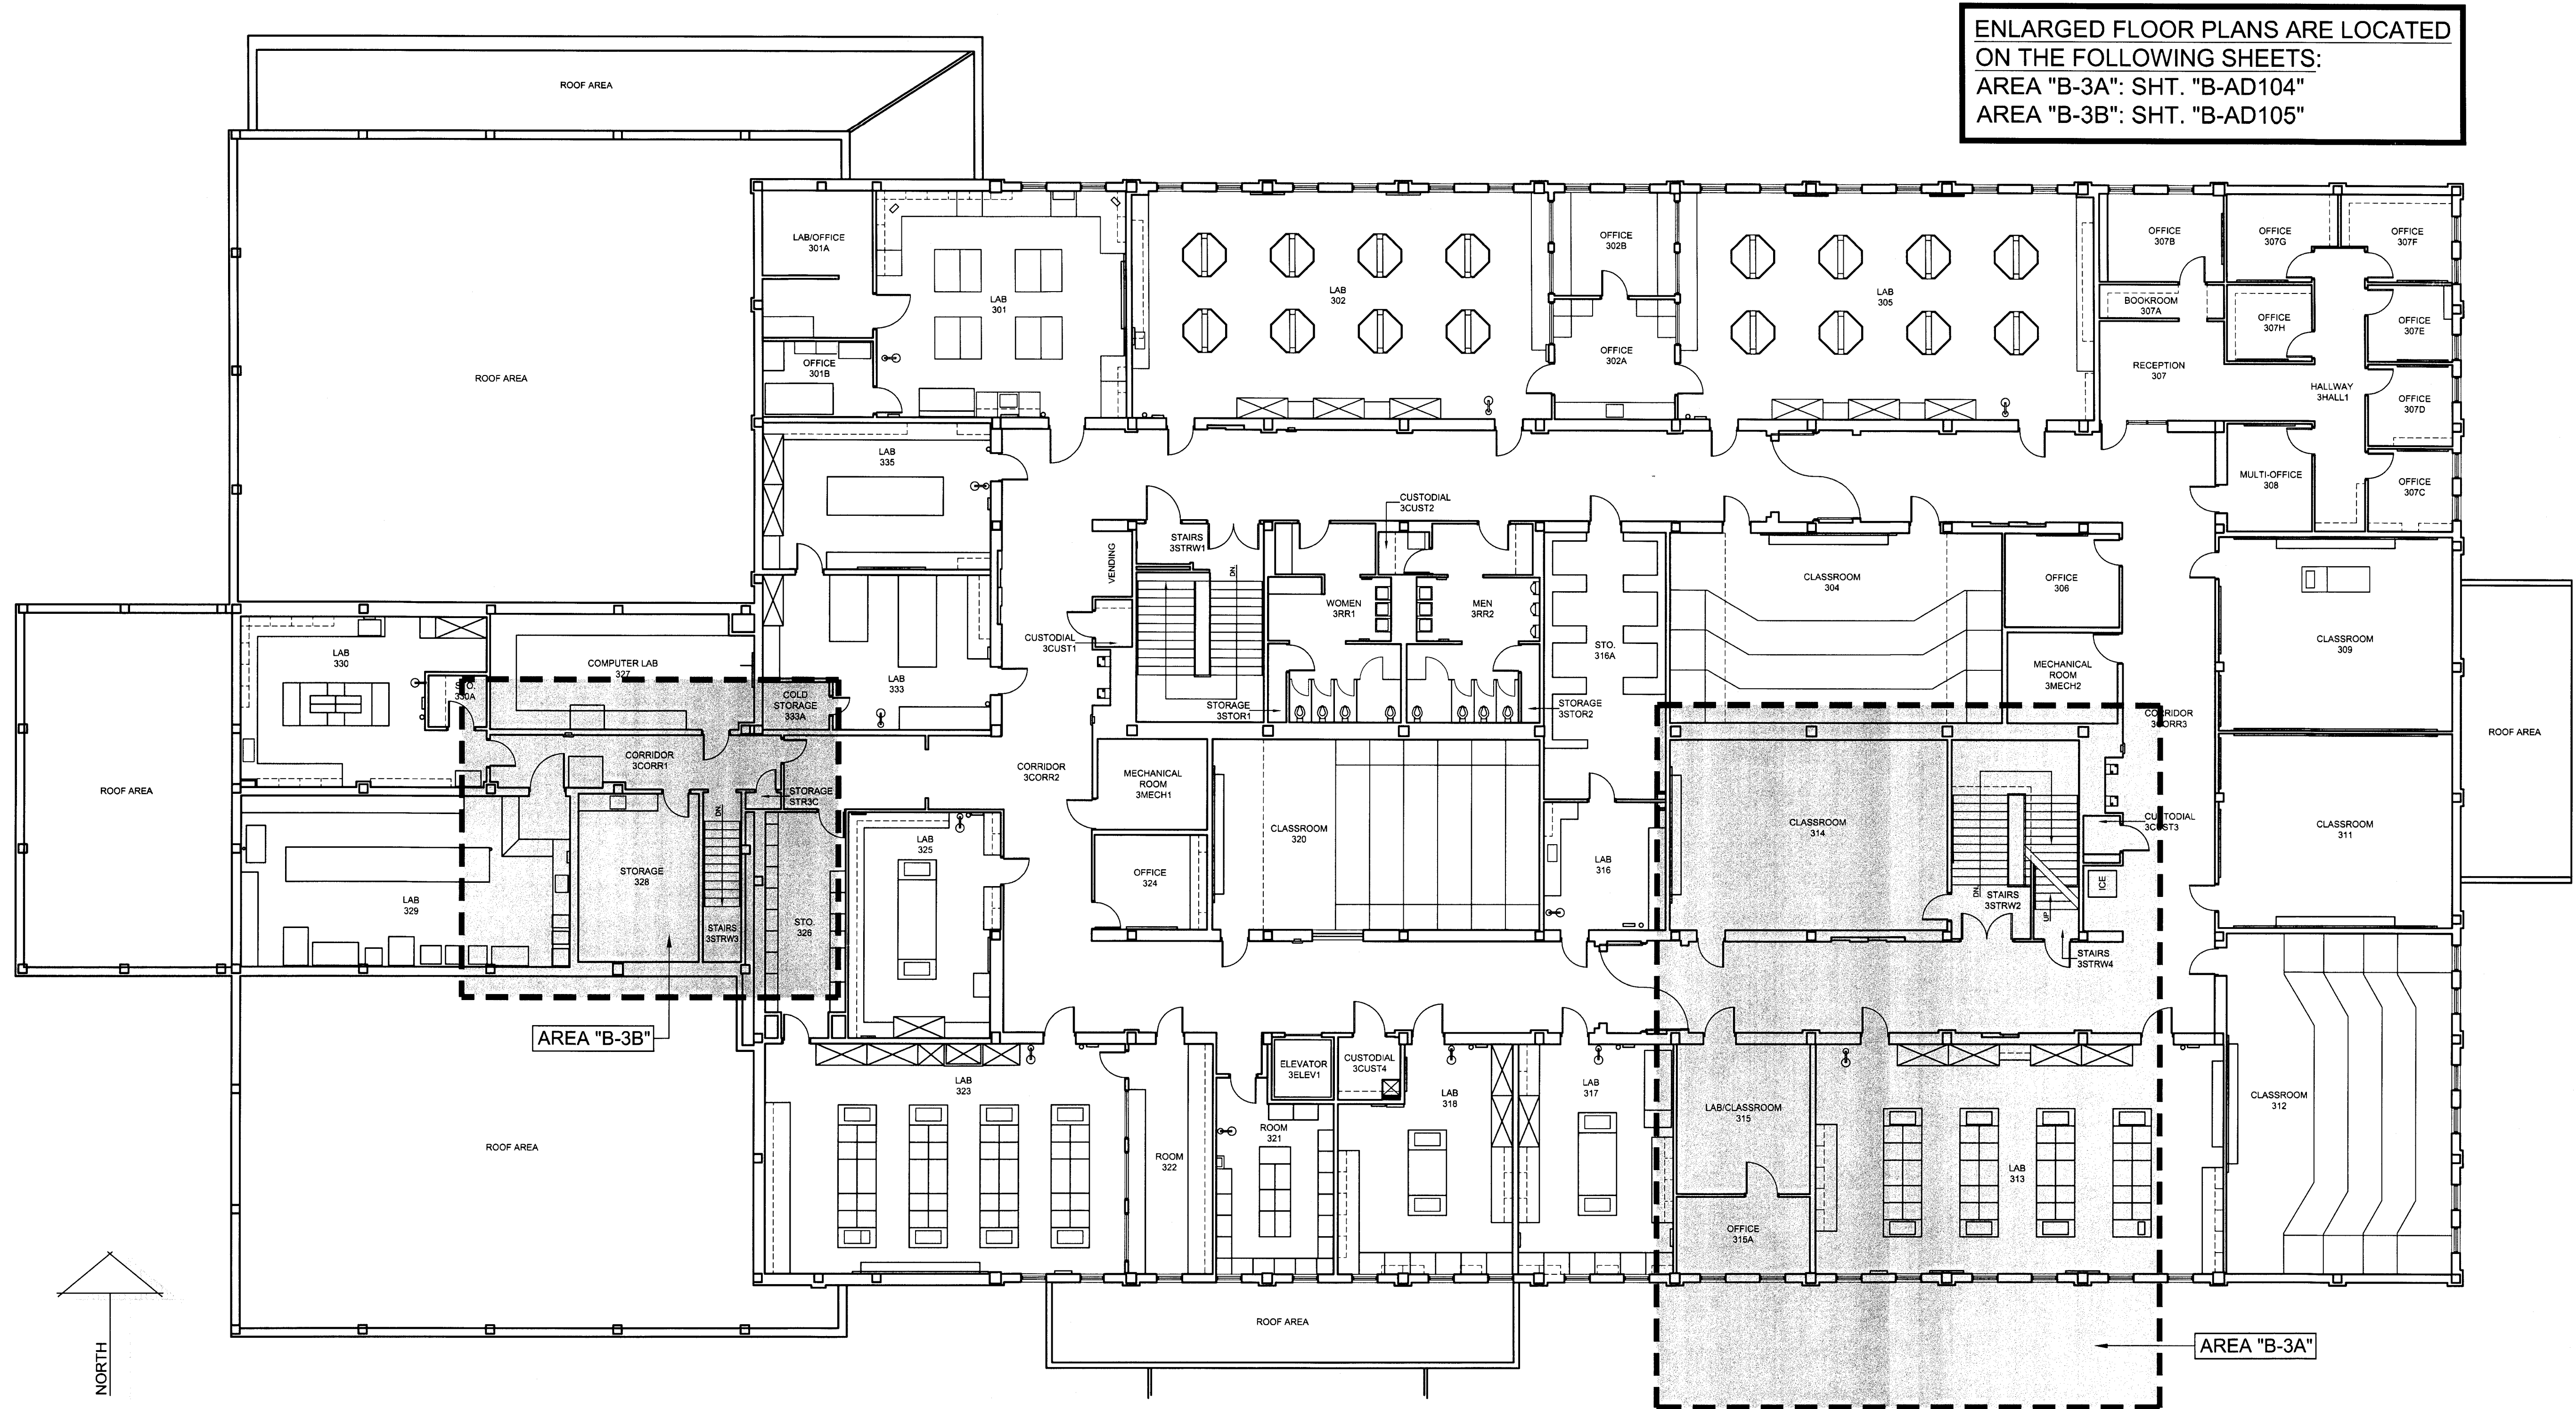 ENLARGED FLOOR PLANS ARE LOCATED
ON THE FOLLOWING SHEETS:
AREA "B-3A": SHT. "B-AD104"
AREA "B-3B": SHT. "B-AD105"
ROOF AREA
ROOF AREA
LAB/OFFICE
301A
LAB
301
OFFICE
301B
LAB
302
OFFICE
302B
OFFICE
302A
LAB
305
OFFICE
307B
OFFICE
307G
OFFICE
307F
BOOKROOM
307A
OFFICE
307H
OFFICE
307E
RECEPTION
307
HALLWAY
3HALL1
OFFICE
307D
MULTI-OFFICE
308
OFFICE
307C
LAB
335
CUSTODIAL
3CUST2
STAIRS
3STRW1
VENDING
DN.
WOMEN
3RR1
MEN
3RR2
CLASSROOM
304
OFFICE
306
CLASSROOM
309
CUSTODIAL
3CUST1
STO.
316A
MECHANICAL
ROOM
3MECH2
LAB
330
COMPUTER LAB
327
LAB
333
STO.
330A
COLD
STORAGE
333A
STORAGE
3STOR1
STORAGE
3STOR2
CORRIDOR
3CORR3
ROOF AREA
CORRIDOR
3CORR1
CORRIDOR
3CORR2
MECHANICAL
ROOM
3MECH1
ROOF AREA
STORAGE
STR3C
DN.
CLASSROOM
320
CLASSROOM
314
CUSTODIAL
3CUST3
CLASSROOM
311
LAB
325
LAB
316
OFFICE
324
STORAGE
328
LAB
329
ICE
DN.
STAIRS
3STRW2
UP
STO.
326
STAIRS
3STRW3
STAIRS
3STRW4
AREA "B-3B"
ELEVATOR
3ELEV1
CUSTODIAL
3CUST4
LAB
323
LAB
318
LAB
317
LAB/CLASSROOM
315
CLASSROOM
312
ROOM
321
ROOM
322
ROOF AREA
LAB
313
OFFICE
315A
ROOF AREA
AREA "B-3A"
NORTH